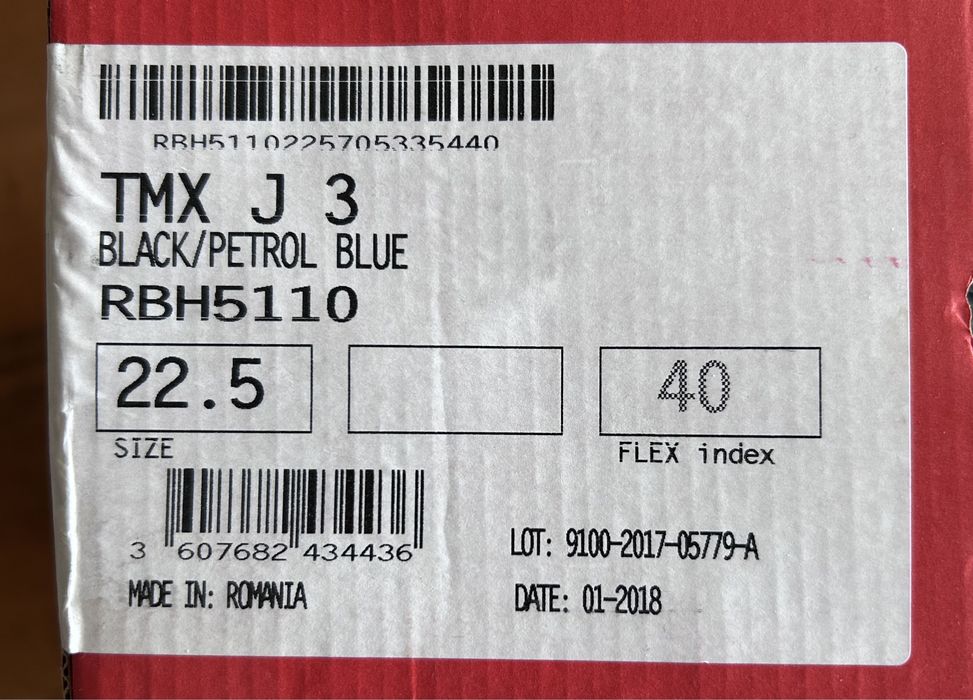 RBH5110225705335440
TMX J 3
BLACK/PETROL BLUE
RBH5110
22.5
40
SIZE
FLEX index
3 607682 434436
LOT: 9100-2017-05779-A
MADE IN: ROMANIA
DATE: 01-2018